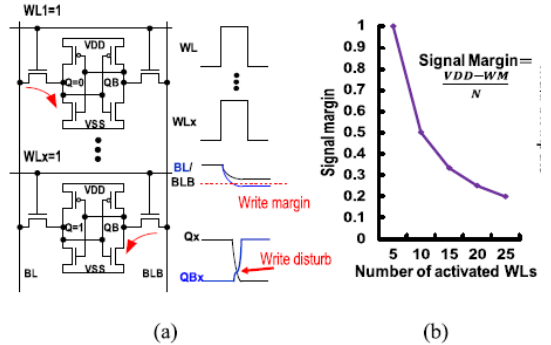 WL1=1
VDD
Q=0
QB
VSS
WLx=1
VDD
Q=1
QB
VSS
BL
BLB
WL
WLx
BL/
BLB
Write margin
Qx
Write disturb
QBx
(a)
Signal margin
1
0.9
0.8
0.7
0.6
0.5
0.4
0.3
0.2
0.1
0
Signal Margin=
VDD-WM
N
5 10 15 20 25
Number of activated WLs
(b)